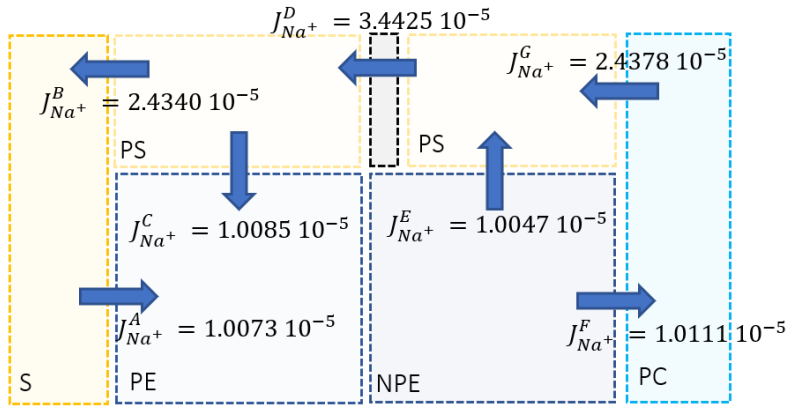 J^D_{Na^+} = 3.4425 10^{-5}
J^G_{Na^+} = 2.4378 10^{-5}
J^B_{Na^+} = 2.4340 10^{-5}
PS
PS
J^C_{Na^+} = 1.0085 10^{-5}
J^E_{Na^+} = 1.0047 10^{-5}
J^A_{Na^+} = 1.0073 10^{-5}
J^F_{Na^+} = 1.0111 10^{-5}
S
PE
NPE
PC